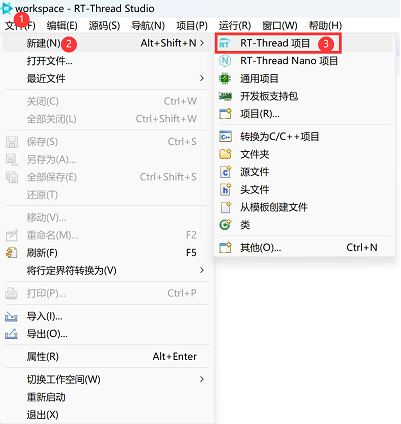 workspace - RT-Thread Studio
文件(F) 编辑(E) 源码(S) 导航(N) 项目(P) 运行(R) 窗口(W) 帮助(H)
1
新建(N) 2 Alt+Shift+N >
打开文件...
最近文件 >
关闭(C) Ctrl+W
全部关闭(L) Ctrl+Shift+W
保存(S) Ctrl+S
另存为(A)...
全部保存(E) Ctrl+Shift+S
还原(T)
移动(V)...
重命名(M)... F2
刷新(F) F5
将行定界符转换为(V) >
打印(P)... Ctrl+P
导入(I)...
导出(O)...
属性(R) Alt+Enter
切换工作空间(W) >
重新启动
退出(X)
RT RT-Thread 项目 3
N RT-Thread Nano 项目
通用项目
开发板支持包
项目(R)...
C++ 转换为C/C++项目
文件夹
c 源文件
h 头文件
从模板创建文件
C 类
其他(O)... Ctrl+N